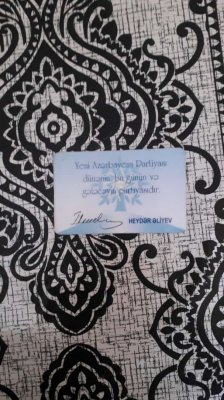 Yeni Azərbaycan Partiyası
dünənin, bu günün və
gələcəyin partiyasıdır.
HEYDƏR ƏLİYEV